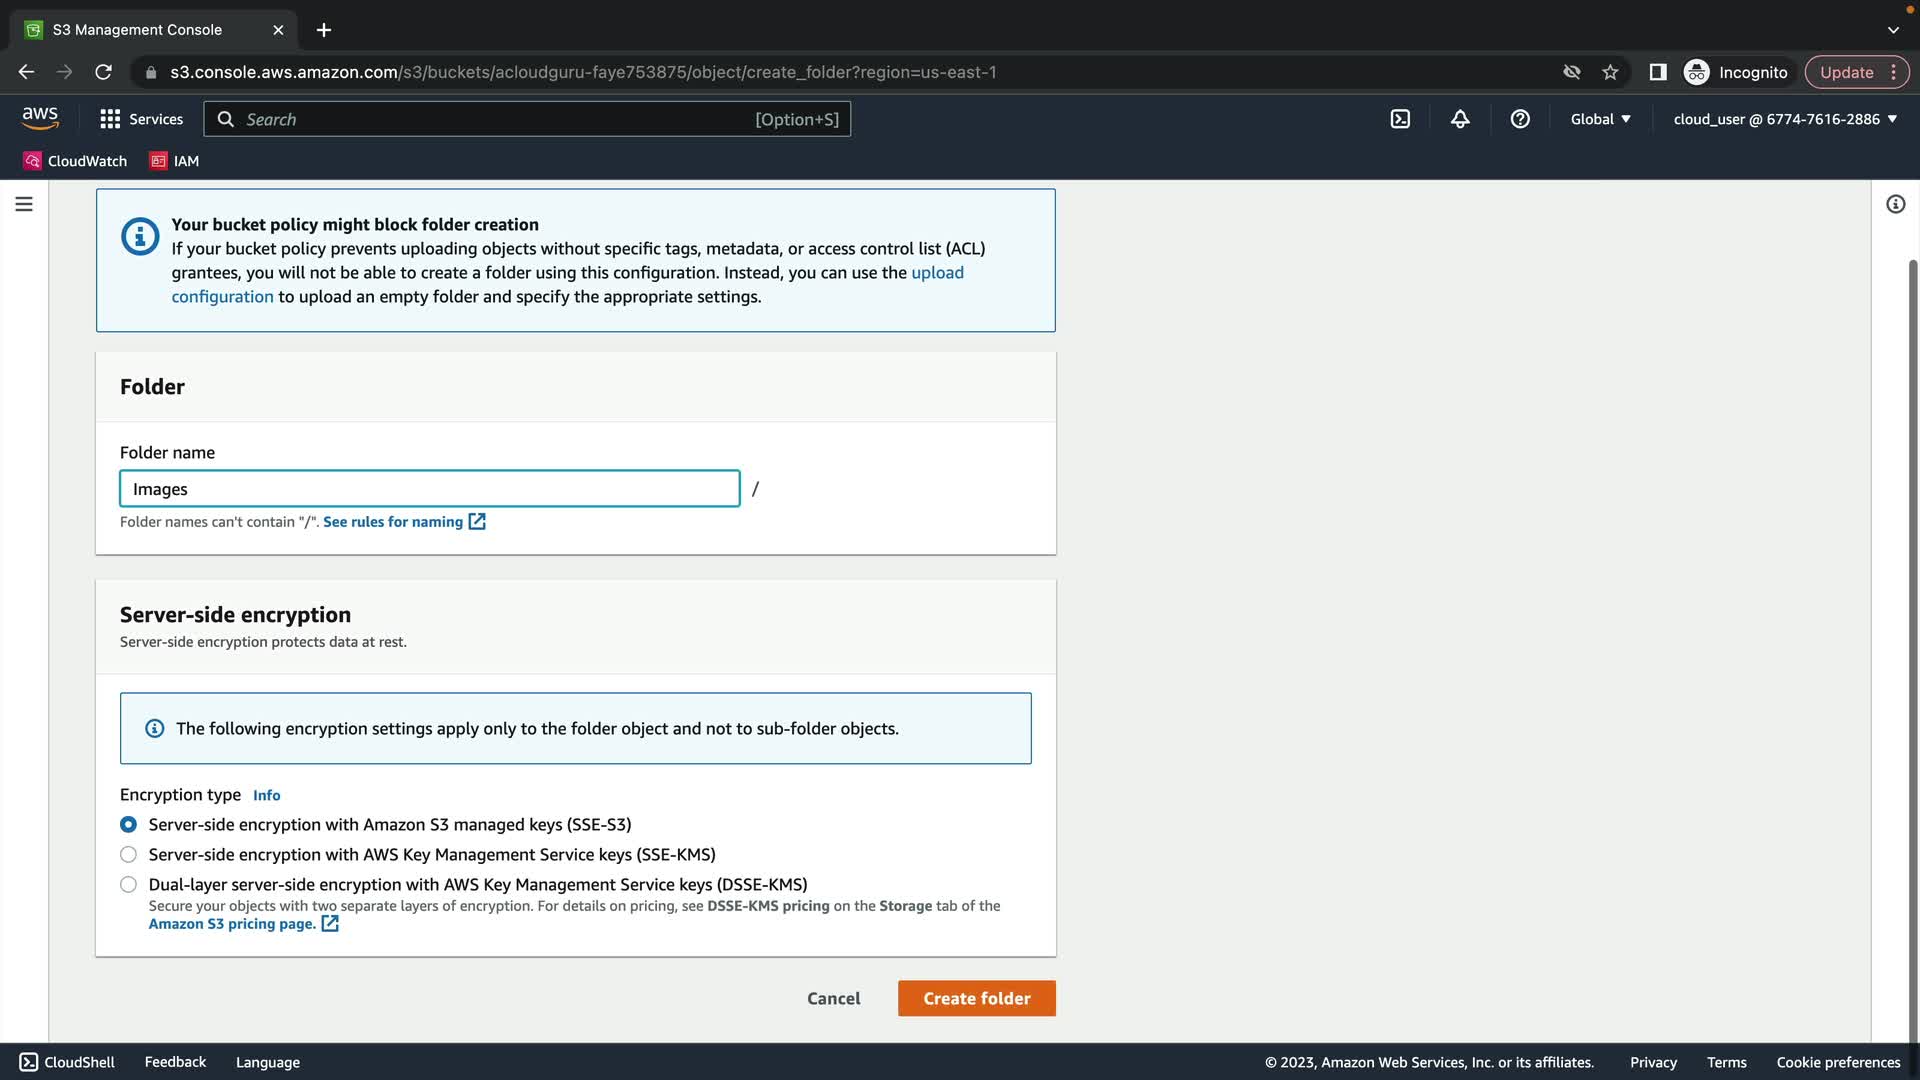 S3 Management Console
s3.console.aws.amazon.com/s3/buckets/acloudguru-faye753875/object/create_folder?region=us-east-1
Incognito
Update
aws
Services
Search
[Option+S]
Global
cloud_user @ 6774-7616-2886
CloudWatch
IAM
Your bucket policy might block folder creation
If your bucket policy prevents uploading objects without specific tags, metadata, or access control list (ACL)
grantees, you will not be able to create a folder using this configuration. Instead, you can use the upload
configuration to upload an empty folder and specify the appropriate settings.
Folder
Folder name
Images /
Folder names can't contain "/". See rules for naming
Server-side encryption
Server-side encryption protects data at rest.
The following encryption settings apply only to the folder object and not to sub-folder objects.
Encryption type Info
Server-side encryption with Amazon S3 managed keys (SSE-S3)
Server-side encryption with AWS Key Management Service keys (SSE-KMS)
Dual-layer server-side encryption with AWS Key Management Service keys (DSSE-KMS)
Secure your objects with two separate layers of encryption. For details on pricing, see DSSE-KMS pricing on the Storage tab of the
Amazon S3 pricing page.
Cancel
Create folder
CloudShell
Feedback
Language
© 2023, Amazon Web Services, Inc. or its affiliates.
Privacy
Terms
Cookie preferences